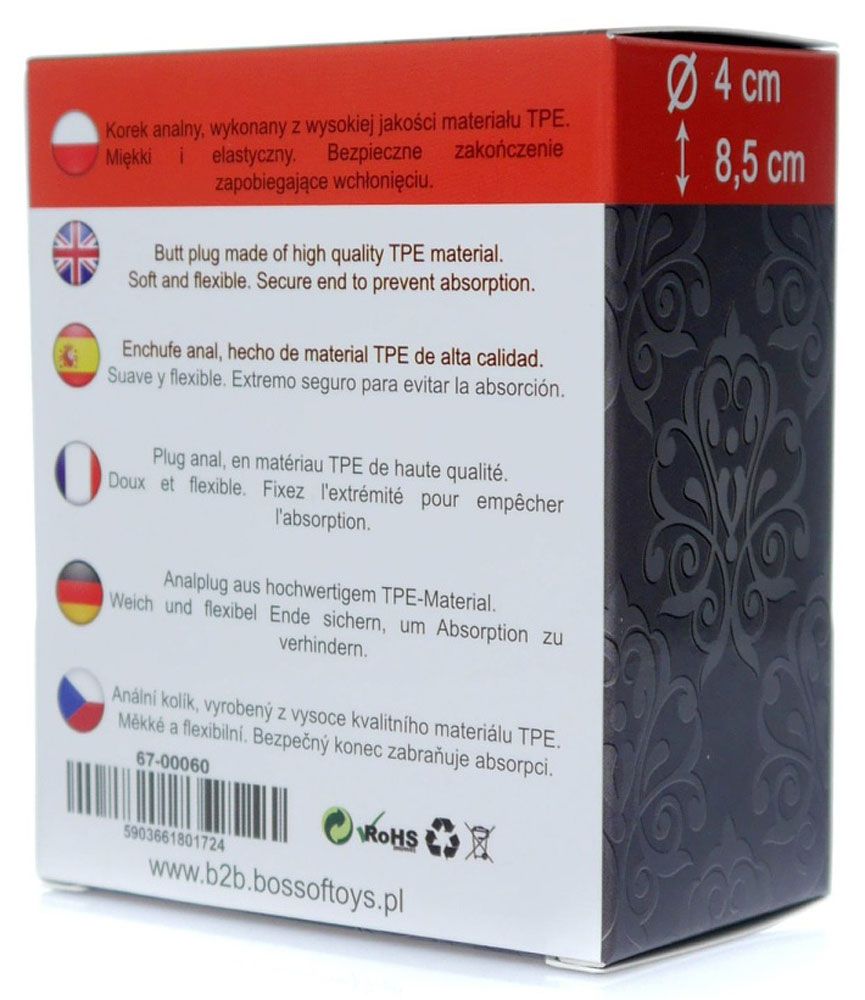 Korek analny, wykonany z wysokiej jakości materiału TPE.
Miękki i elastyczny. Bezpieczne zakończenie
zapobiegające wchłonięciu.
Butt plug made of high quality TPE material.
Soft and flexible. Secure end to prevent absorption.
Enchufe anal, hecho de material TPE de alta calidad.
Suave y flexible. Extremo seguro para evitar la absorción.
Plug anal, en matériau TPE de haute qualité.
Doux et flexible. Fixez l'extrémité pour empêcher
l'absorption.
Analplug aus hochwertigem TPE-Material.
Weich und flexibel Ende sichern, um Absorption zu
verhindern.
Anální kolík, vyrobený z vysoce kvalitního materiálu TPE.
Měkké a flexibilní. Bezpečný konec zabraňuje absorpci.
67-00060
5903661801724
RoHS
www.b2b.bossoftoys.pl
Ø 4 cm
8,5 cm